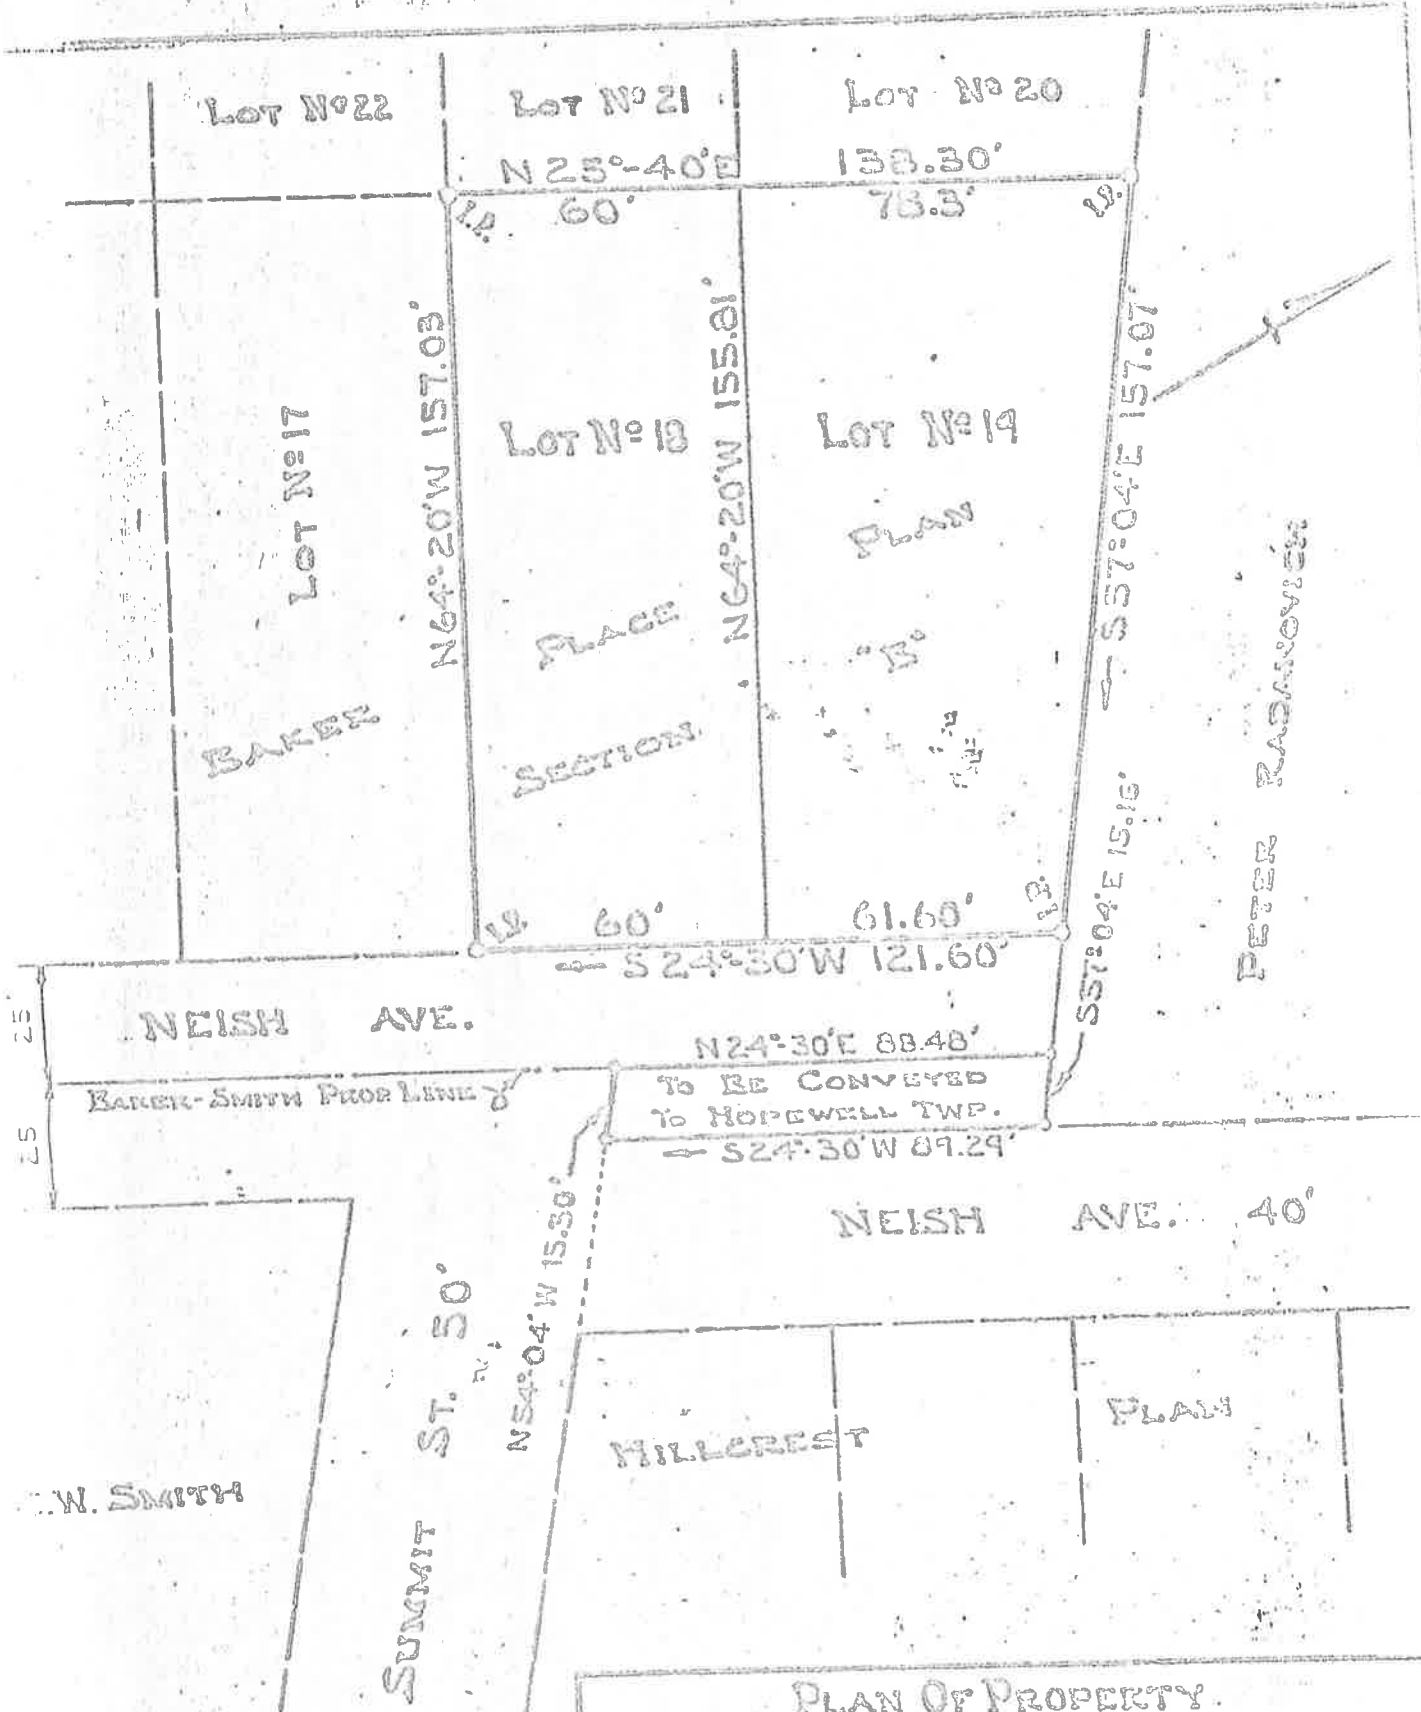 LOT Nº 22
LOT Nº 21
LOT Nº 20
N 25°-40'E 138.30'
60'
78.3'
I.P.
I.P.
N64°-20'W 157.03'
N64°-20'W 155.81'
S57°-04'E 157.07'
LOT Nº 17
LOT Nº 18
LOT Nº 19
BAKER
PLACE
PLAN
SECTION
"B"
PETER RADANOVICH
I.P.
60'
61.60'
I.P.
S 24°-30'W 121.60'
S57°-04'E 15.16'
25'
NEISH AVE.
N24°-30'E 88.48'
BAKER-SMITH PROP LINE
TO BE CONVEYED
TO HOPEWELL TWP.
25
S24°-30'W 89.29'
N54°-04'W 15.30'
NEISH AVE. 40'
SUMMIT ST. 50'
HILLCREST
PLAN
W. SMITH
PLAN OF PROPERTY